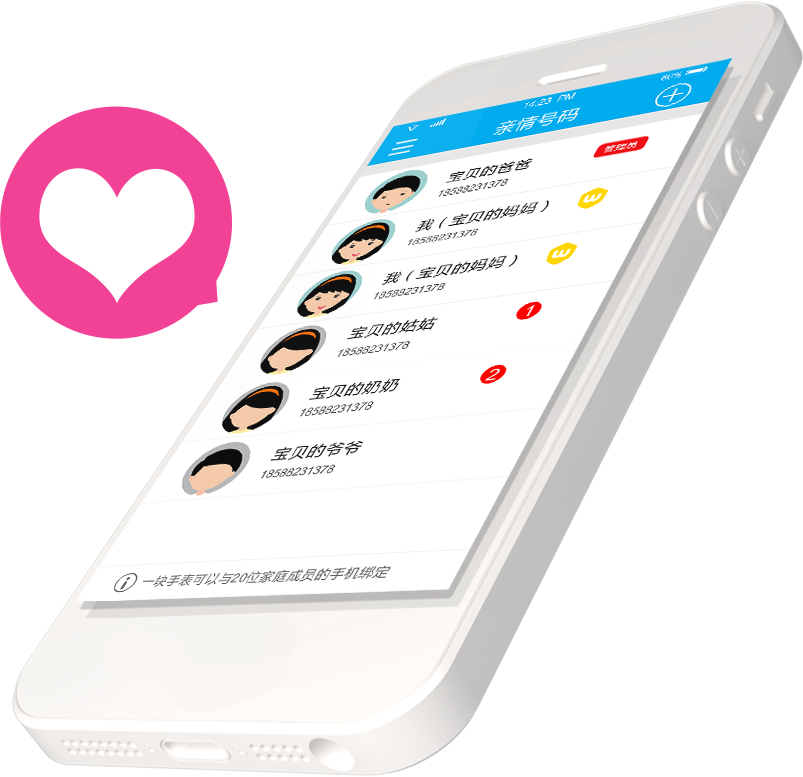 14:23 PM
60%
亲情号码
宝贝的爸爸
管理员
18588231378
我（宝贝的妈妈）
18588231378
我（宝贝的妈妈）
18588231378
宝贝的姑姑
1
18588231378
宝贝的奶奶
2
18588231378
宝贝的爷爷
18588231378
一块手表可以与20位家庭成员的手机绑定